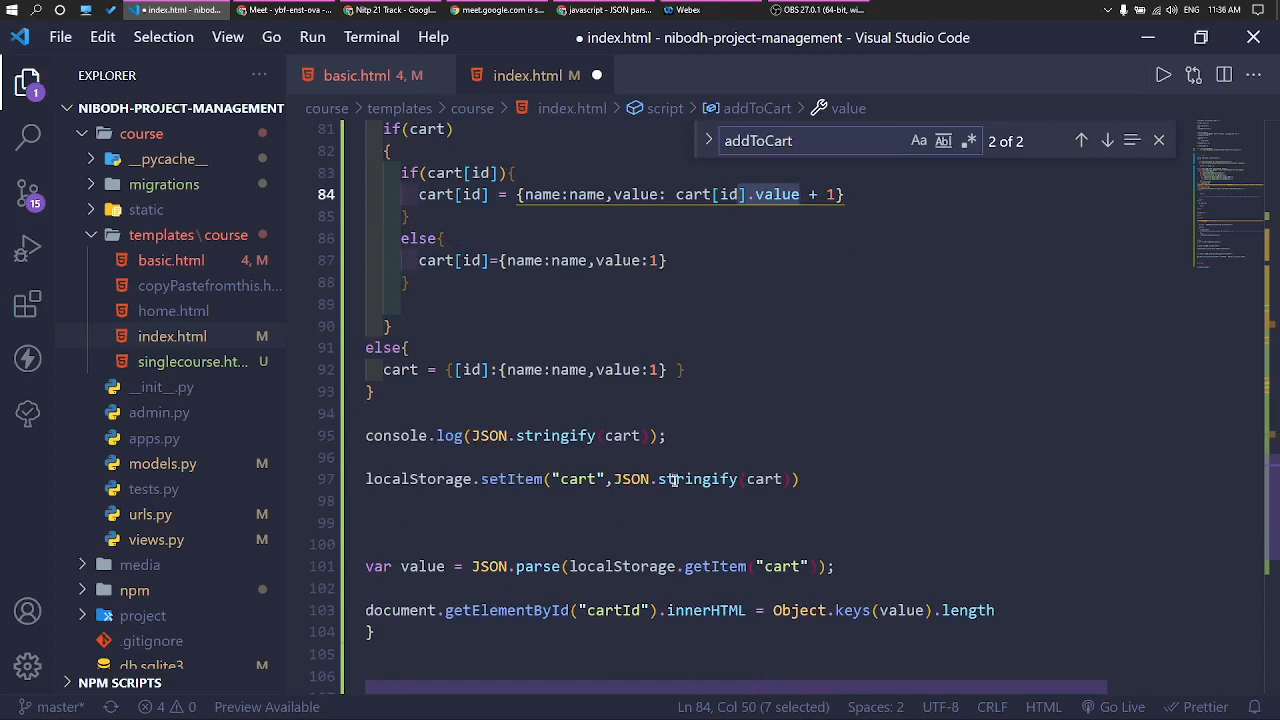 index.html - nibodh...
Meet - ybf-enst-ova ...
Nitp 21 Track - Goog...
meet.google.com is s...
javascript - JSON pars...
Webex
OBS 27.0.1 (64-bit, wi...
11:36 AM
File Edit Selection View Go Run Terminal Help
● index.html - nibodh-project-management - Visual Studio Code
EXPLORER
basic.html 4, M
index.html M
NIBODH-PROJECT-MANAGEMENT
course > templates > course > index.html > script > addToCart > value
addToCart
Aa
Ab
2 of 2
course
__pycache__
migrations
static
templates \ course
basic.html 4, M
copyPastefromthis.h...
home.html
index.html M
singlecourse.ht... U
__init__.py
admin.py
apps.py
models.py M
tests.py
urls.py M
views.py M
media
npm
project
.gitignore
db.sqlite3
NPM SCRIPTS
1
15
81 if(cart)
82 {
83 if(cart[id]){
84 cart[id] = {name:name,value: cart[id].value + 1}
85 }
86 else{
87 cart[id]={name:name,value:1}
88 }
89
90 }
91 else{
92 cart = {[id]:{name:name,value:1} }
93 }
94
95 console.log(JSON.stringify(cart));
96
97 localStorage.setItem("cart",JSON.stringify(cart))
98
99
100
101 var value = JSON.parse(localStorage.getItem("cart"));
102
103 document.getElementById("cartId").innerHTML = Object.keys(value).length
104 }
105
106
master* 4 0 Preview Available Ln 84, Col 50 (7 selected) Spaces: 2 UTF-8 CRLF HTML Go Live Prettier